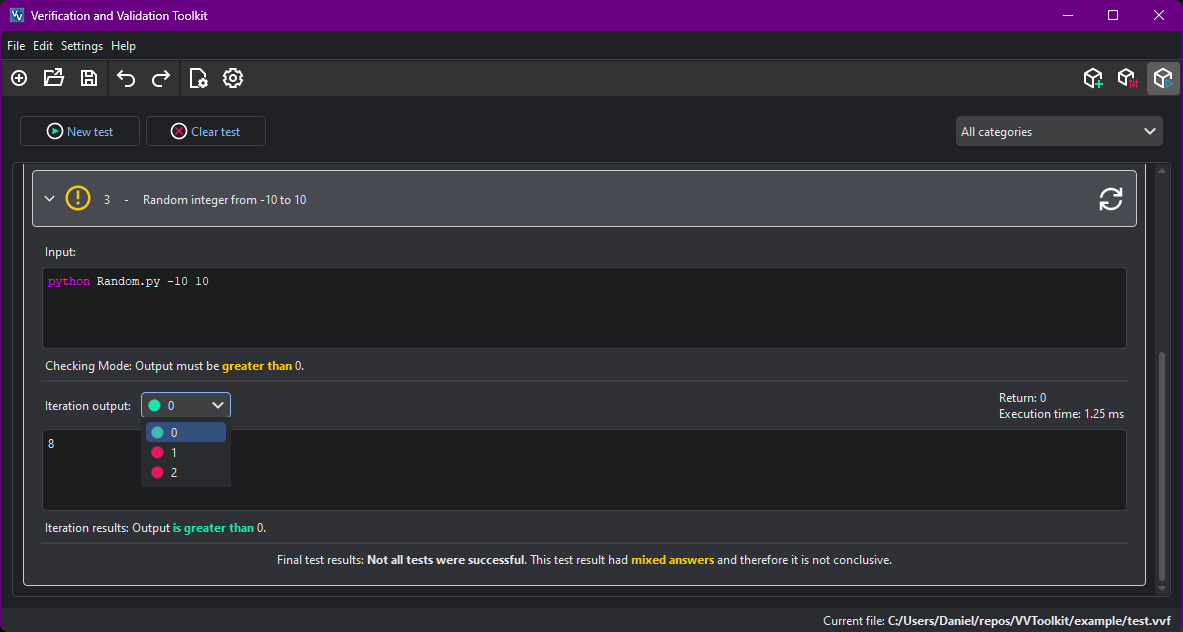 Verification and Validation Toolkit
File Edit Settings Help
New test Clear test All categories
3 - Random integer from -10 to 10
Input:
python Random.py -10 10
Checking Mode: Output must be greater than 0.
Iteration output: 0
Return: 0
Execution time: 1.25 ms
0
8
1
2
Iteration results: Output is greater than 0.
Final test results: Not all tests were successful. This test result had mixed answers and therefore it is not conclusive.
Current file: C:/Users/Daniel/repos/VVToolkit/example/test.vvf